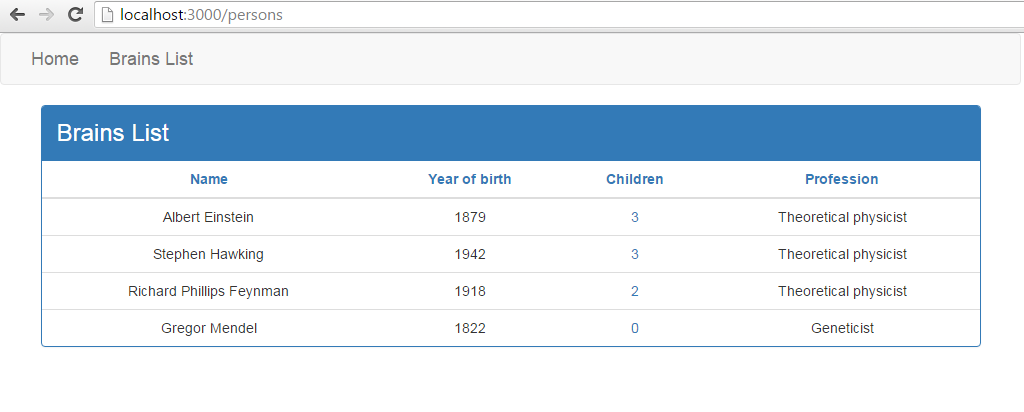 localhost:3000/persons
Home Brains List
Brains List
Name Year of birth Children Profession
Albert Einstein 1879 3 Theoretical physicist
Stephen Hawking 1942 3 Theoretical physicist
Richard Phillips Feynman 1918 2 Theoretical physicist
Gregor Mendel 1822 0 Geneticist